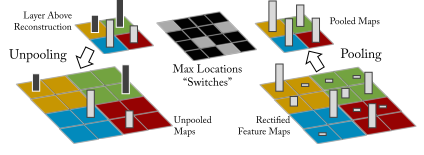 Layer Above
Reconstruction
Pooled Maps
Unpooling
Pooling
Max Locations
“Switches”
Unpooled
Maps
Rectified
Feature Maps